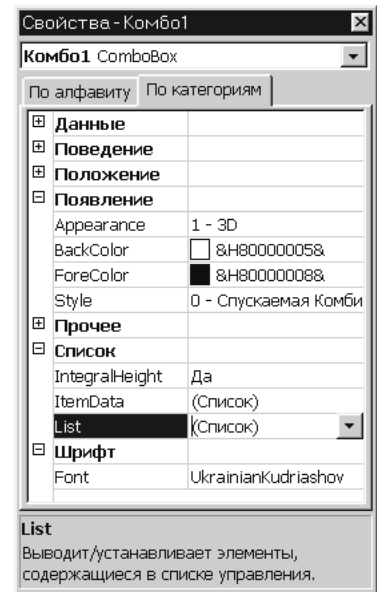 Свойства - Комбо1
Комбо1 ComboBox
По алфавиту По категориям
Данные
Поведение
Положение
Появление
Appearance 1 - 3D
BackColor &H80000005&
ForeColor &H80000008&
Style 0 - Спускаемая Комби
Прочее
Список
IntegralHeight Да
ItemData (Список)
List (Список)
Шрифт
Font UkrainianKudriashov
List
Выводит/устанавливает элементы,
содержащиеся в списке управления.